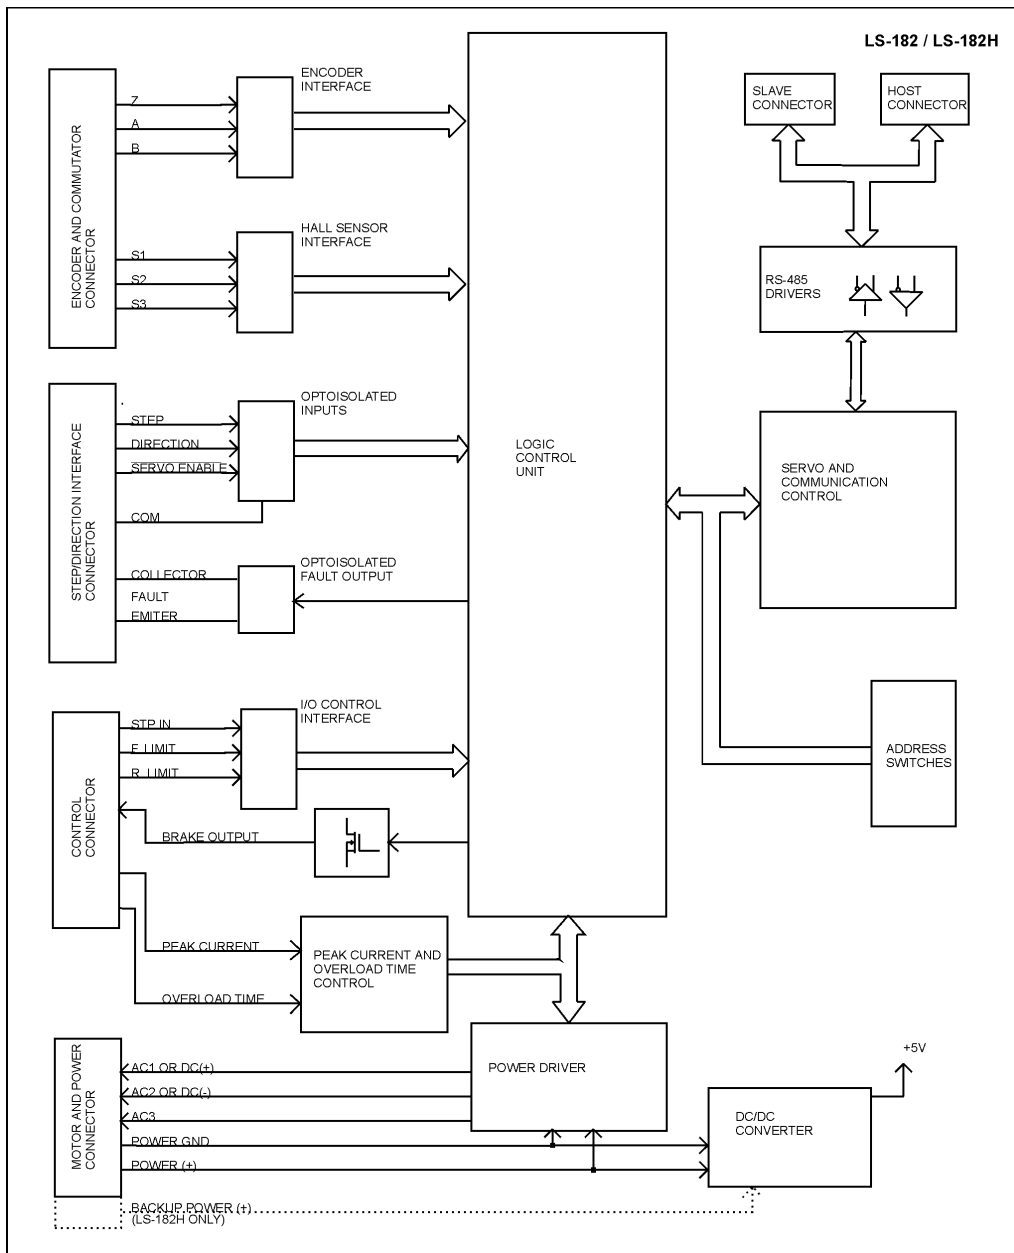 LS-182 / LS-182H
ENCODER
INTERFACE
SLAVE
CONNECTOR
HOST
CONNECTOR
Z
A
B
ENCODER AND COMMUTATOR
CONNECTOR
HALL SENSOR
INTERFACE
S1
S2
S3
RS-485
DRIVERS
OPTOISOLATED
INPUTS
STEP
DIRECTION
SERVO ENABLE
COM
STEP/DIRECTION INTERFACE
CONNECTOR
LOGIC
CONTROL
UNIT
SERVO AND
COMMUNICATION
CONTROL
OPTOISOLATED
FAULT OUTPUT
COLLECTOR
FAULT
EMITER
I/O CONTROL
INTERFACE
STP IN
F_LIMIT
R_LIMIT
CONTROL
CONNECTOR
ADDRESS
SWITCHES
BRAKE OUTPUT
PEAK CURRENT
PEAK CURRENT AND
OVERLOAD TIME
CONTROL
OVERLOAD TIME
MOTOR AND POWER
CONNECTOR
AC1 OR DC(+)
AC2 OR DC(-)
AC3
POWER GND
POWER (+)
POWER DRIVER
+5V
DC/DC
CONVERTER
BACKUP POWER (+)
(LS-182H ONLY)